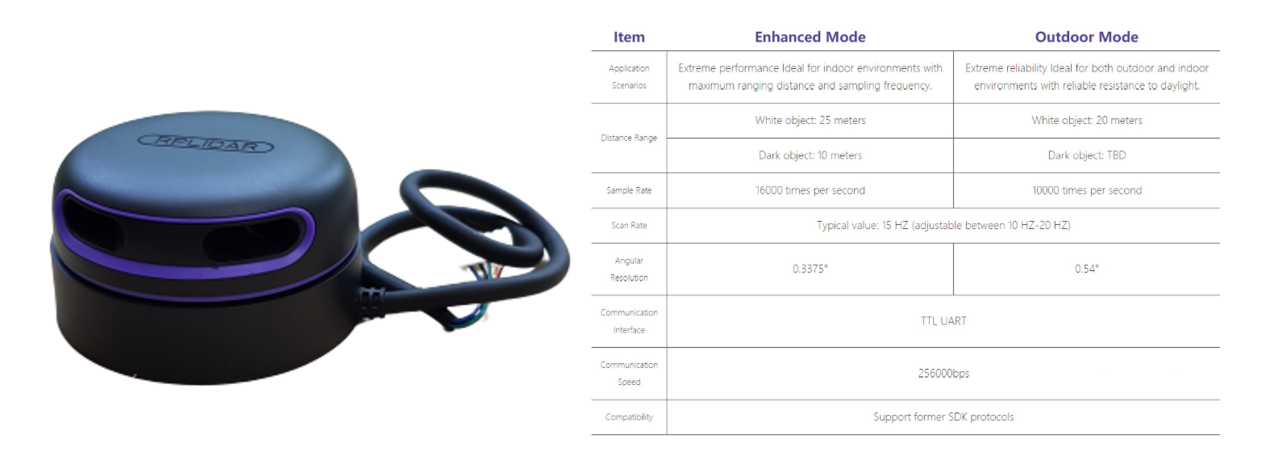 RPLIDAR
Item Enhanced Mode Outdoor Mode
Application Scenarios
Extreme performance Ideal for indoor environments with
maximum ranging distance and sampling frequency.
Extreme reliability Ideal for both outdoor and indoor
environments with reliable resistance to daylight.
Distance Range
White object: 25 meters White object: 20 meters
Dark object: 10 meters Dark object: TBD
Sample Rate 16000 times per second 10000 times per second
Scan Rate Typical value: 15 HZ (adjustable between 10 HZ-20 HZ)
Angular
Resolution
0.3375° 0.54°
Communication
Interface
TTL UART
Communication
Speed
256000bps
Compatibility Support former SDK protocols